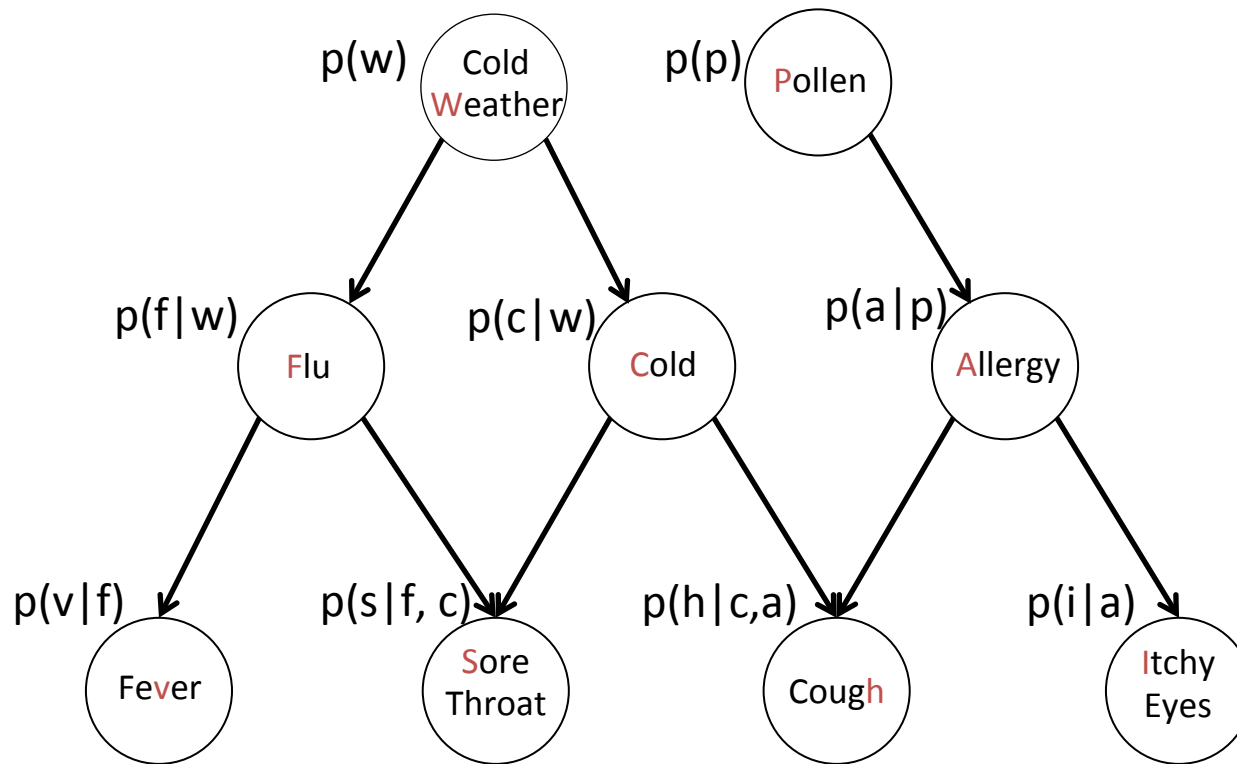 p(w)
Cold
Weather
p(p)
Pollen
p(f|w)
Flu
p(c|w)
Cold
p(a|p)
Allergy
p(v|f)
Fever
p(s|f, c)
Sore
Throat
p(h|c,a)
Cough
p(i|a)
Itchy
Eyes